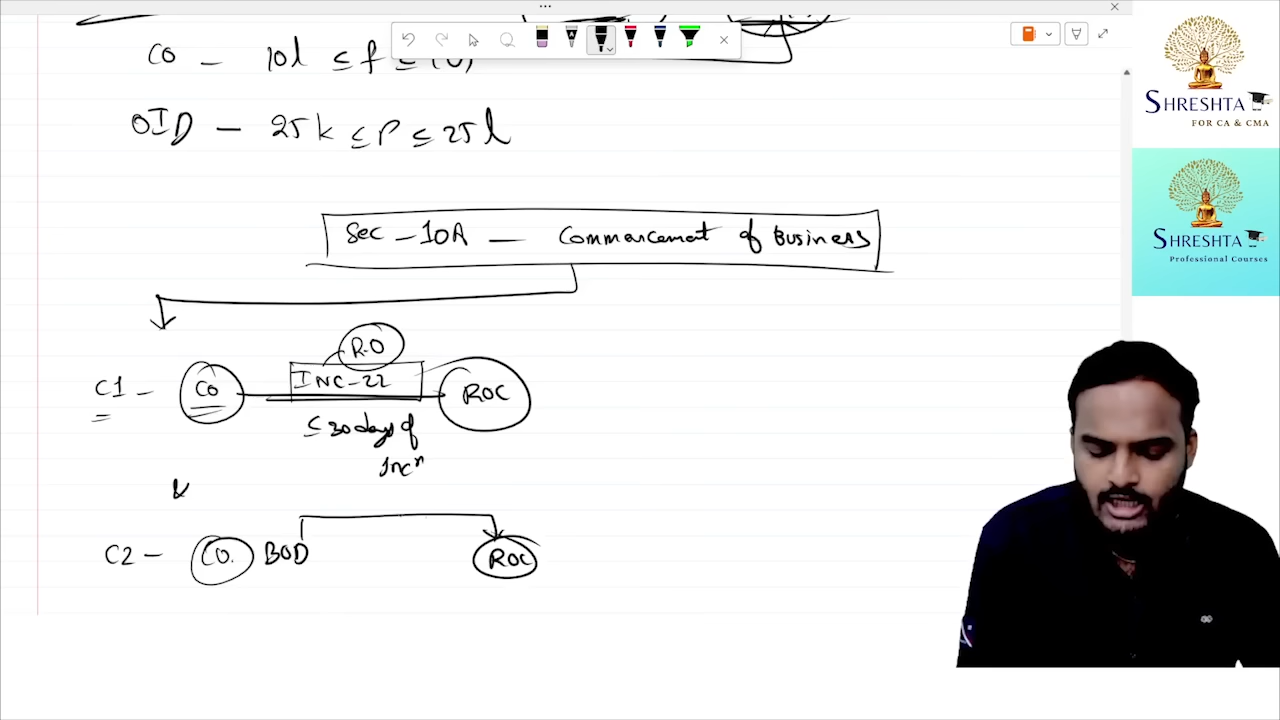 CO - 10l ≤ f ≤
OID - 25k ≤ P ≤ 25l
Sec - 10A - Commencement of Business
R.O
C1 - CO INC-22 ROC
≤ 30 days of
Incⁿ
&
C2 - CO. BOD ROC
SHRESHTA
FOR CA & CMA
SHRESHTA
Professional Courses